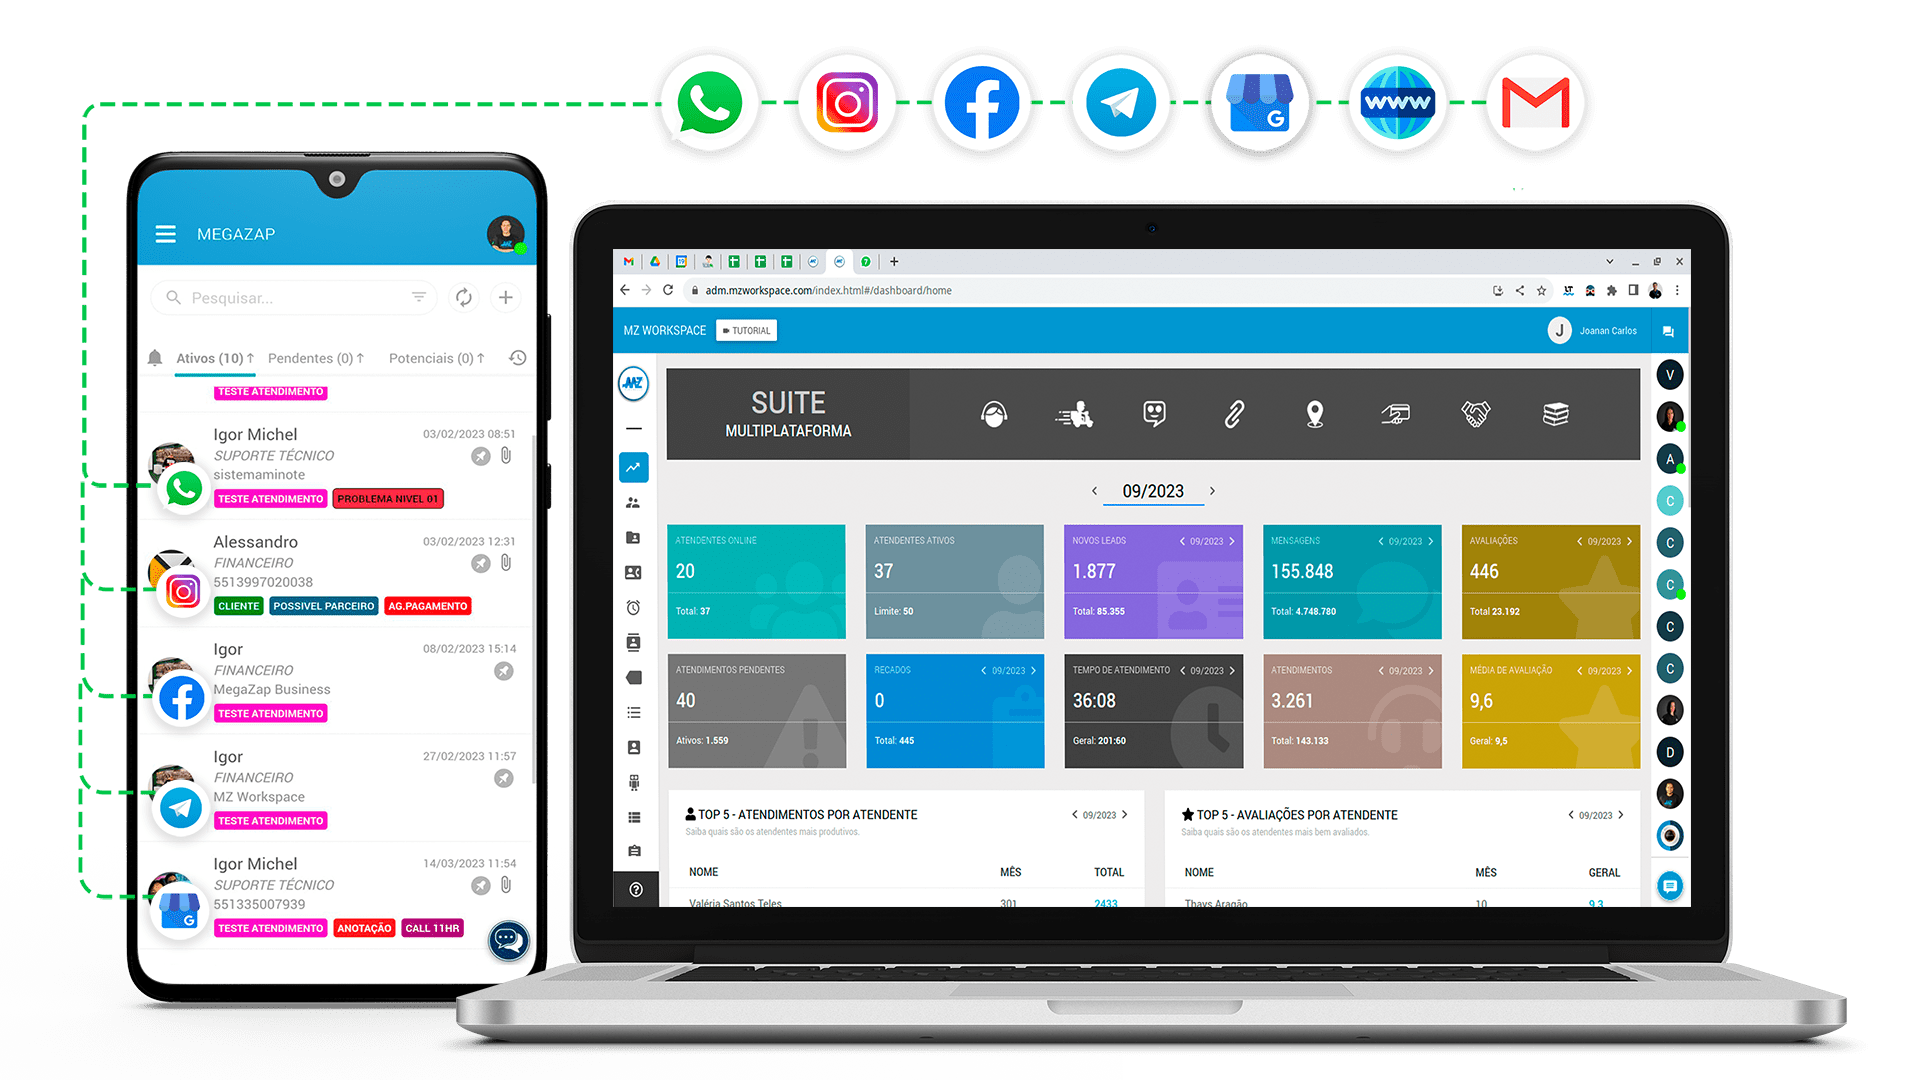 WWW
G
MEGAZAP
Pesquisar...
Ativos (10)
Pendentes (0)
Potenciais (0)
TESTE ATENDIMENTO
Igor Michel
03/02/2023 08:51
SUPORTE TÉCNICO
sistemaminote
TESTE ATENDIMENTO
PROBLEMA NIVEL 01
Alessandro
03/02/2023 12:31
FINANCEIRO
5513997020038
CLIENTE
POSSIVEL PARCEIRO
AG.PAGAMENTO
Igor
08/02/2023 15:14
FINANCEIRO
MegaZap Business
TESTE ATENDIMENTO
Igor
27/02/2023 11:57
FINANCEIRO
MZ Workspace
TESTE ATENDIMENTO
Igor Michel
14/03/2023 11:54
SUPORTE TÉCNICO
551335007939
G
TESTE ATENDIMENTO
ANOTAÇÃO
CALL 11HR
adm.mzworkspace.com/index.html#/dashboard/home
MZ WORKSPACE
TUTORIAL
J
Joanan Carlos
MZ
SUITE
MULTIPLATAFORMA
09/2023
ATENDENTES ONLINE
20
Total: 37
ATENDENTES ATIVOS
37
Limite: 50
NOVOS LEADS
09/2023
1.877
Total: 85.355
MENSAGENS
09/2023
155.848
Total: 4.748.780
AVALIAÇÕES
09/2023
446
Total 23.192
ATENDIMENTOS PENDENTES
40
Ativos: 1.559
RECADOS
09/2023
0
Total: 445
TEMPO DE ATENDIMENTO
09/2023
36:08
Geral: 201:60
ATENDIMENTOS
09/2023
3.261
Total: 143.133
MÉDIA DE AVALIAÇÃO
09/2023
9,6
Geral: 9,5
TOP 5 - ATENDIMENTOS POR ATENDENTE
09/2023
Saiba quais são os atendentes mais produtivos.
NOME
MÊS
TOTAL
Valéria Santos Teles
301
2433
TOP 5 - AVALIAÇÕES POR ATENDENTE
09/2023
Saiba quais são os atendentes mais bem avaliados.
NOME
MÊS
GERAL
Thays Aragão
10
9.3
V
A
C
C
C
C
C
D